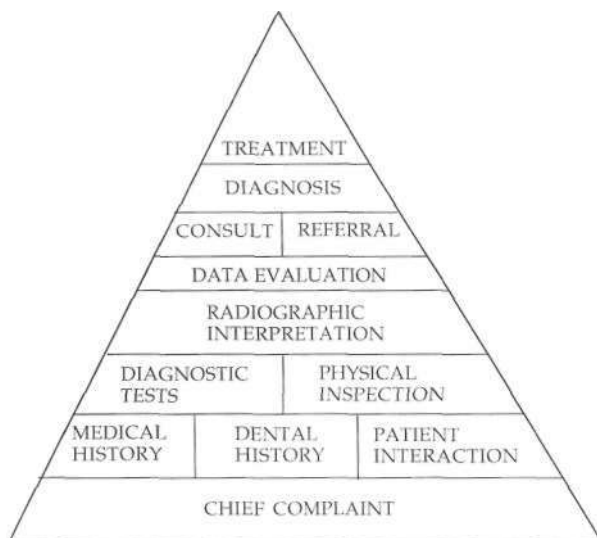 TREATMENT
DIAGNOSIS
CONSULT REFERRAL
DATA EVALUATION
RADIOGRAPHIC
INTERPRETATION
DIAGNOSTIC
TESTS
PHYSICAL
INSPECTION
MEDICAL
HISTORY
DENTAL
HISTORY
PATIENT
INTERACTION
CHIEF COMPLAINT